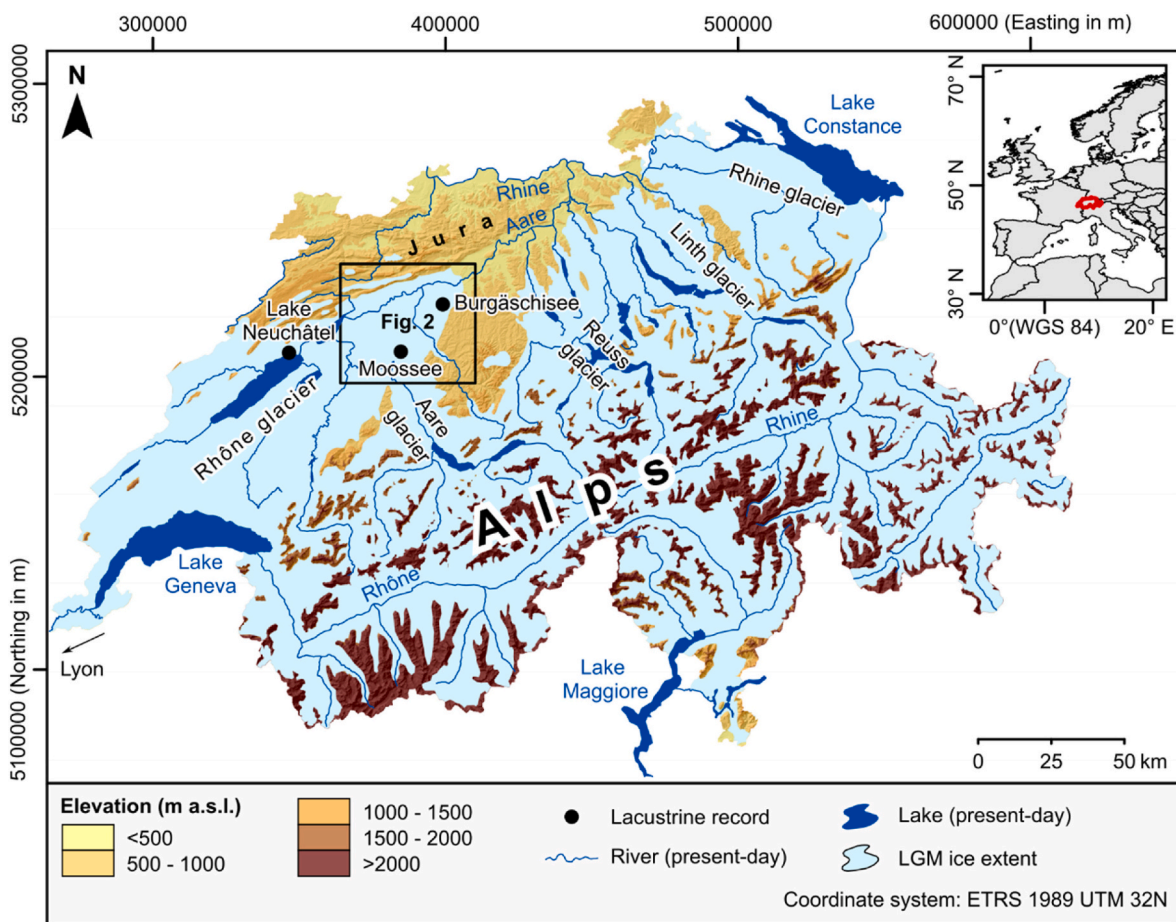 300000
400000
500000
600000 (Easting in m)
5300000
5200000
5100000 (Northing in m)
N
70° N
50° N
30° N
0°(WGS 84)
20° E
Lake
Constance
Rhine glacier
Rhine
Aare
Jura
Linth glacier
Lake
Neuchâtel
Burgäschisee
Fig. 2
Moossee
Reuss
glacier
Rhône glacier
Aare
glacier
Rhine
Alps
Lake
Geneva
Rhône
Lyon
Lake
Maggiore
0
25
50 km
Elevation (m a.s.l.)
<500
500 - 1000
1000 - 1500
1500 - 2000
>2000
Lacustrine record
River (present-day)
Lake (present-day)
LGM ice extent
Coordinate system: ETRS 1989 UTM 32N